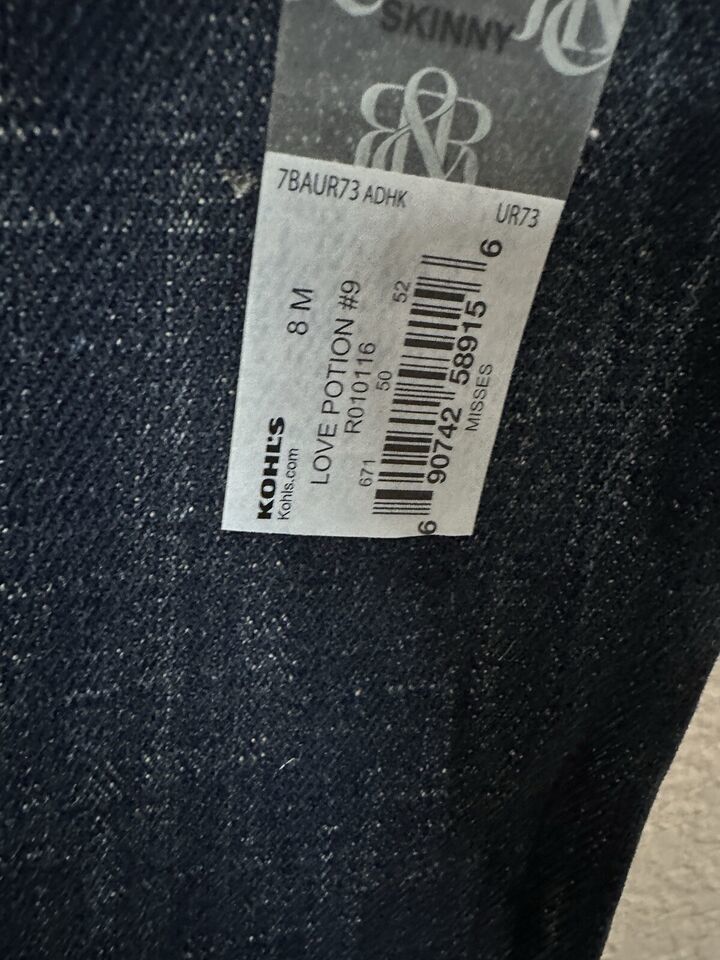 SKINNY
R&R
7BAUR73 ADHK
UR73
KOHL'S
Kohls.com
8 M
LOVE POTION #9
R010116
671 50 52
6 90742 58915 6
MISSES